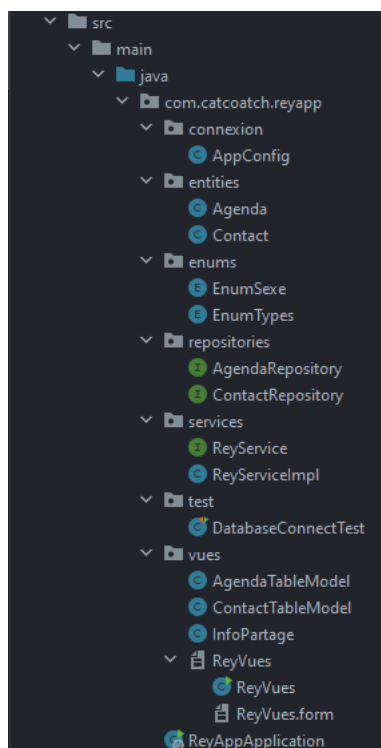 src
main
java
com.catcoatch.reyapp
connexion
AppConfig
entities
Agenda
Contact
enums
EnumSexe
EnumTypes
repositories
AgendaRepository
ContactRepository
services
ReyService
ReyServiceImpl
test
DatabaseConnectTest
vues
AgendaTableModel
ContactTableModel
InfoPartage
ReyVues
ReyVues
ReyVues.form
ReyAppApplication